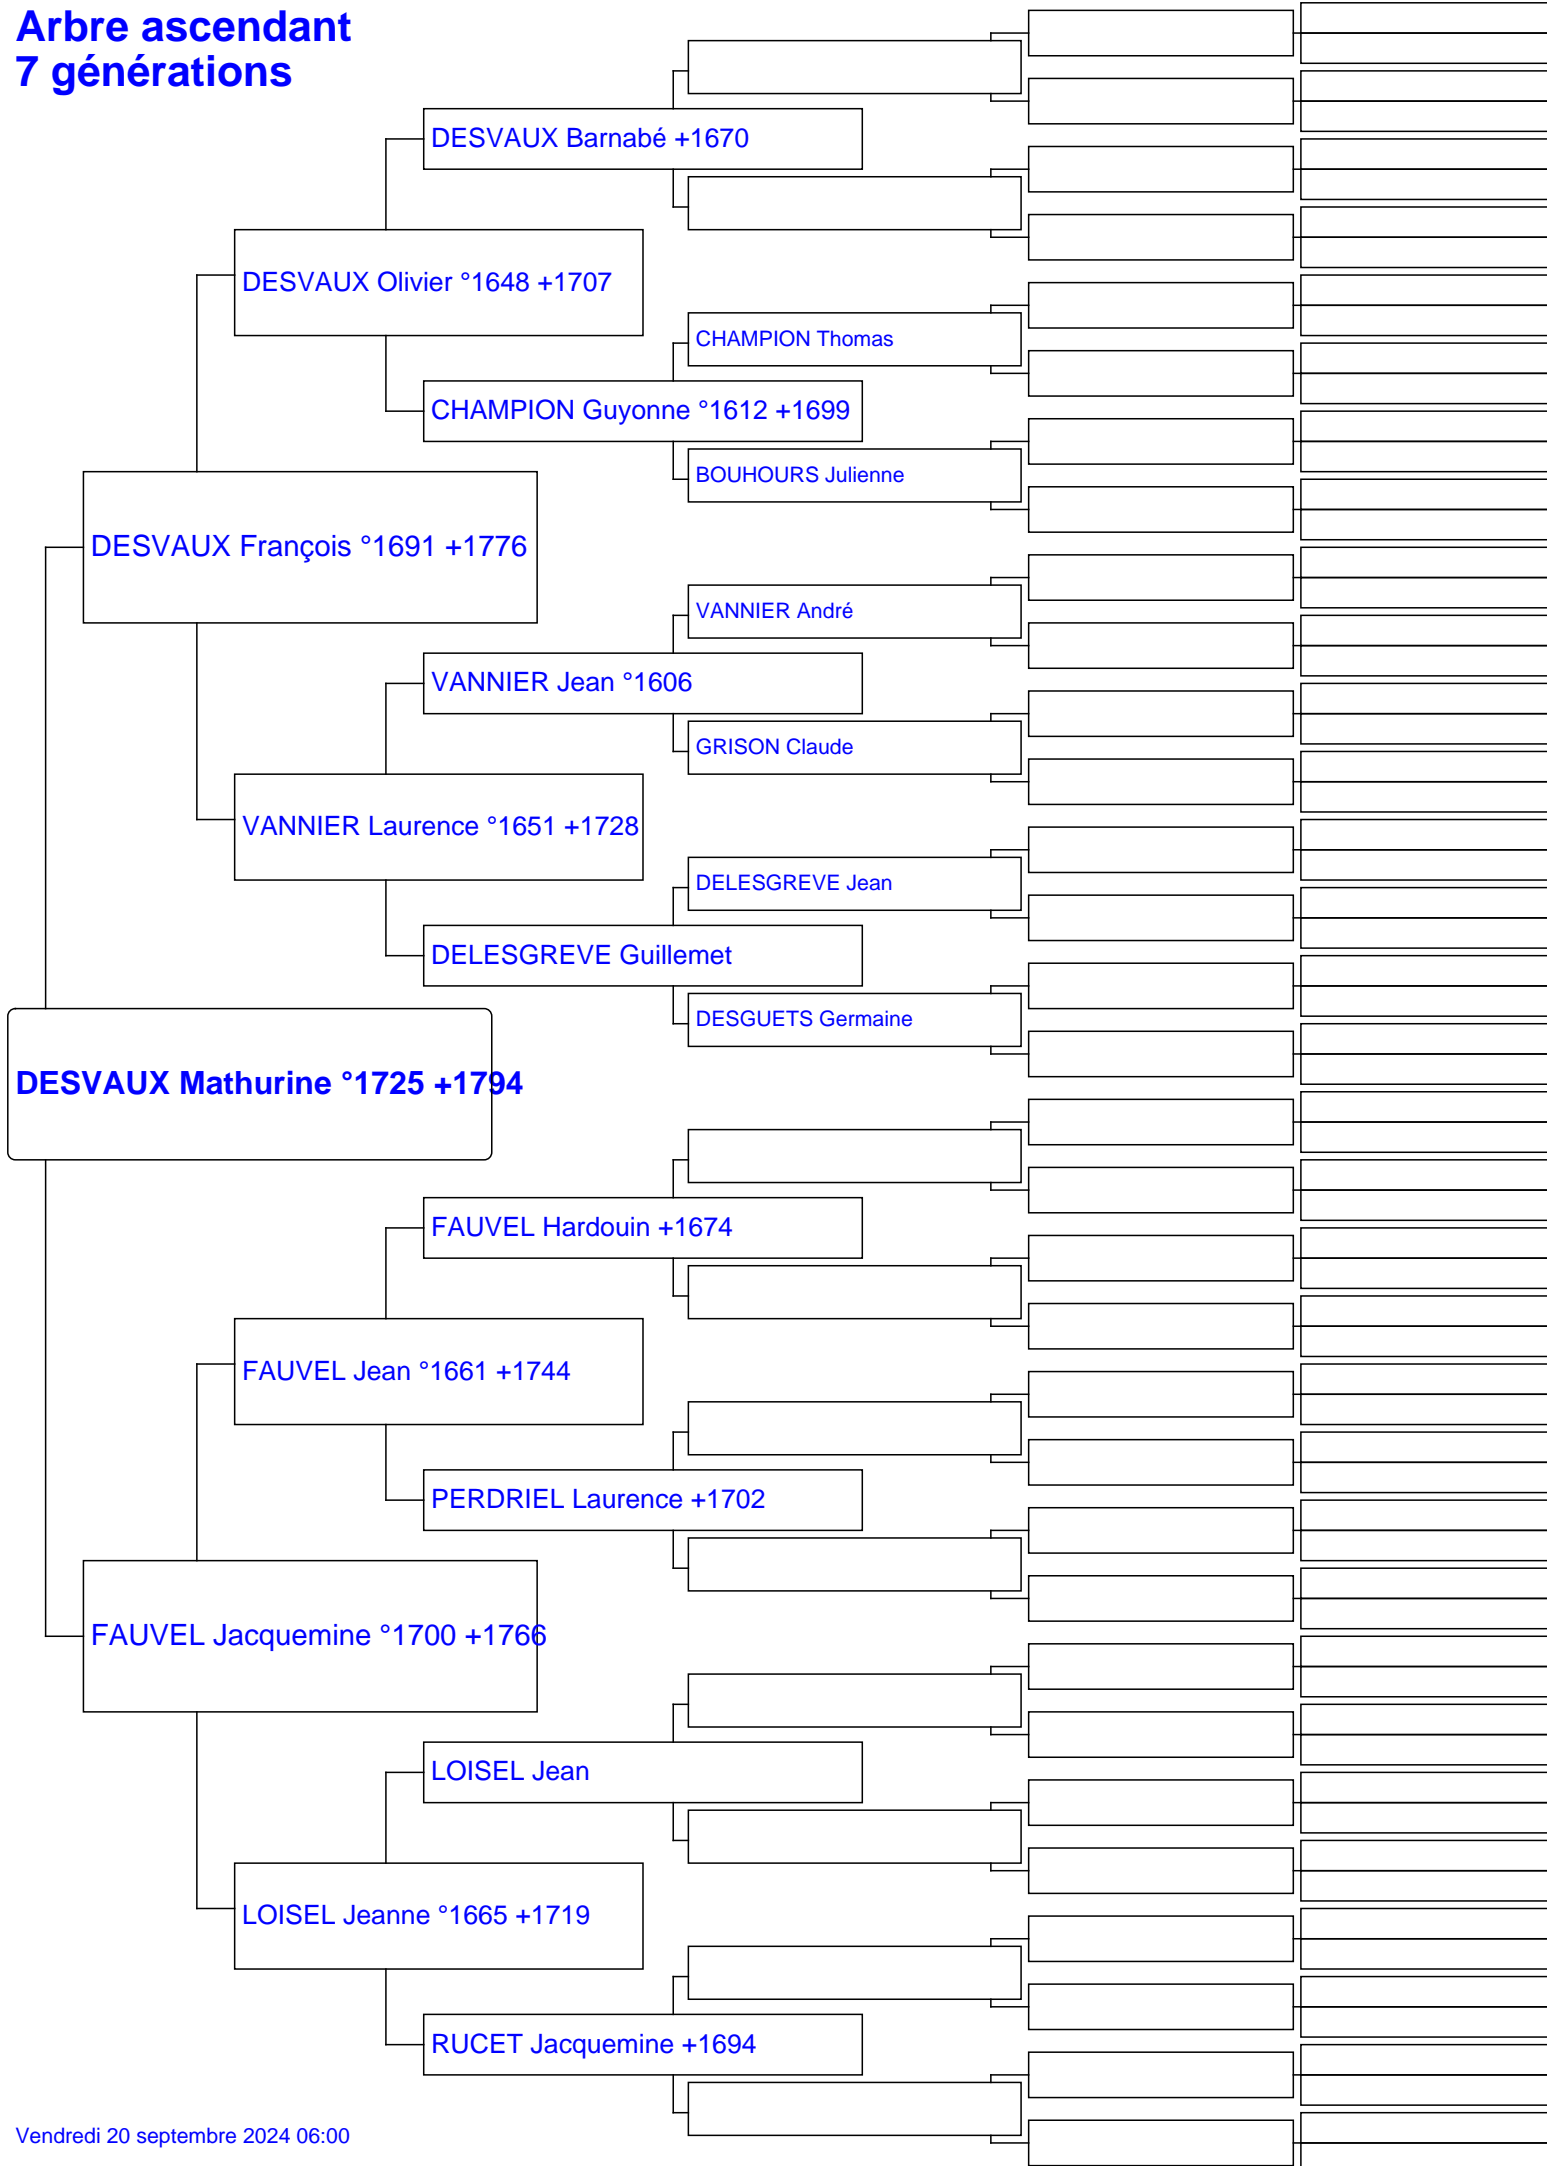 Arbre ascendant
7 générations
DESVAUX Barnabé +1670
DESVAUX Olivier °1648 +1707
CHAMPION Thomas
CHAMPION Guyonne °1612 +1699
BOUHOURS Julienne
DESVAUX François °1691 +1776
VANNIER André
VANNIER Jean °1606
GRISON Claude
VANNIER Laurence °1651 +1728
DELESGREVE Jean
DELESGREVE Guillemet
DESGUETS Germaine
DESVAUX Mathurine °1725 +1794
FAUVEL Hardouin +1674
FAUVEL Jean °1661 +1744
PERDRIEL Laurence +1702
FAUVEL Jacquemine °1700 +1766
LOISEL Jean
LOISEL Jeanne °1665 +1719
RUCET Jacquemine +1694
Vendredi 20 septembre 2024 06:00